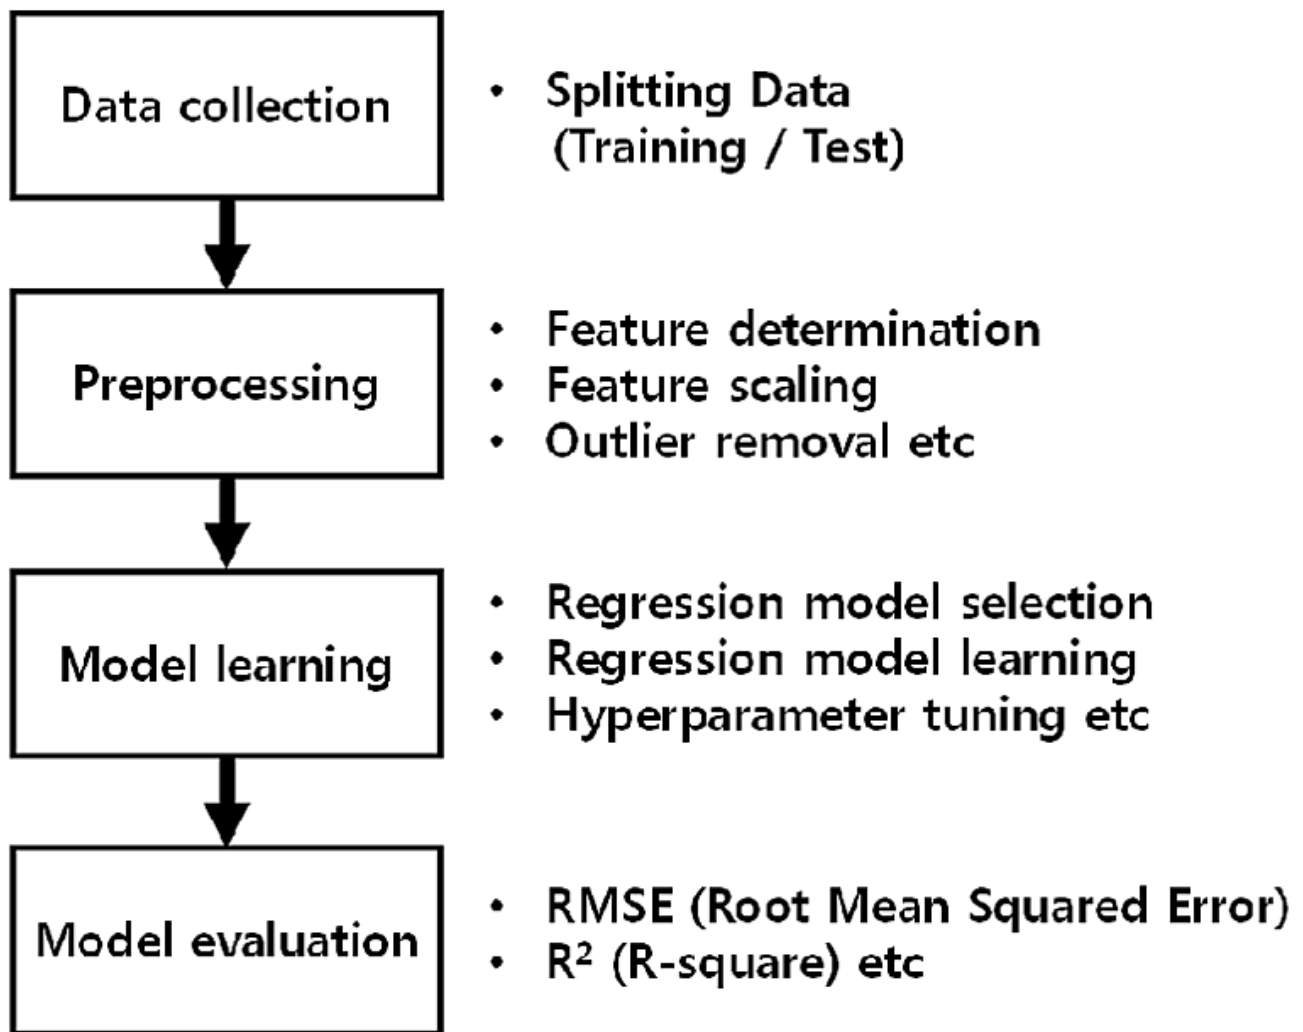 Data collection
• Splitting Data
(Training / Test)
Preprocessing
• Feature determination
• Feature scaling
• Outlier removal etc
Model learning
• Regression model selection
• Regression model learning
• Hyperparameter tuning etc
Model evaluation
• RMSE (Root Mean Squared Error)
• R² (R-square) etc